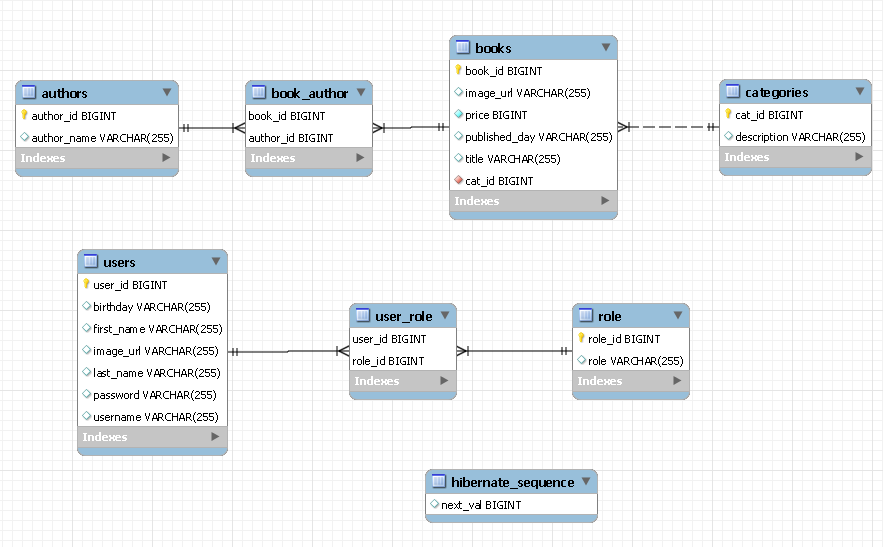 authors
author_id BIGINT
author_name VARCHAR(255)
Indexes
book_author
book_id BIGINT
author_id BIGINT
Indexes
books
book_id BIGINT
image_url VARCHAR(255)
price BIGINT
published_day VARCHAR(255)
title VARCHAR(255)
cat_id BIGINT
Indexes
categories
cat_id BIGINT
description VARCHAR(255)
Indexes
users
user_id BIGINT
birthday VARCHAR(255)
first_name VARCHAR(255)
image_url VARCHAR(255)
last_name VARCHAR(255)
password VARCHAR(255)
username VARCHAR(255)
Indexes
user_role
user_id BIGINT
role_id BIGINT
Indexes
role
role_id BIGINT
role VARCHAR(255)
Indexes
hibernate_sequence
next_val BIGINT